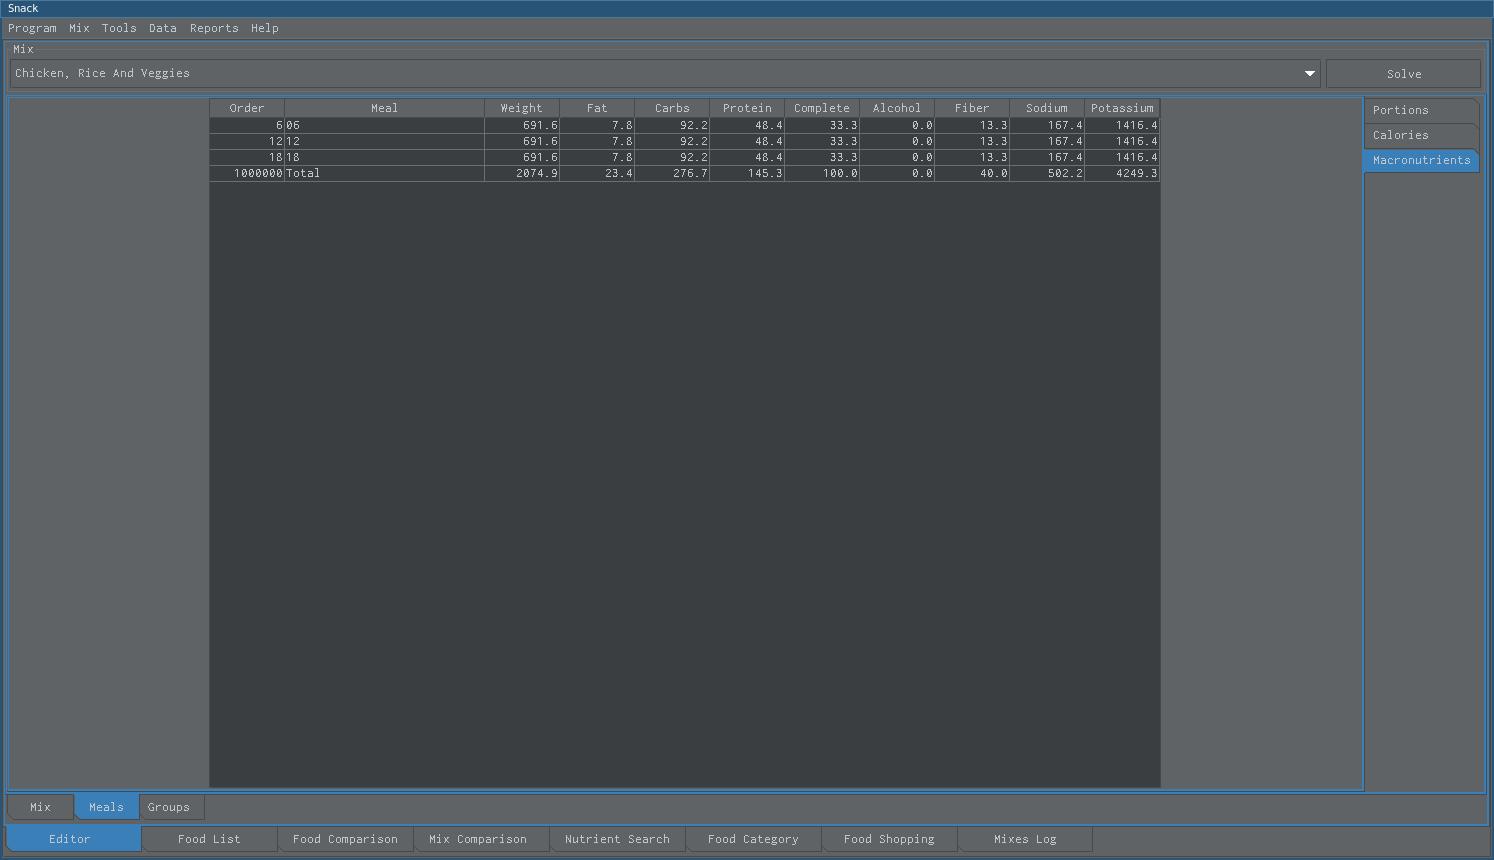 Snack
Program Mix Tools Data Reports Help
Mix
Chicken, Rice And Veggies Solve
Order Meal Weight Fat Carbs Protein Complete Alcohol Fiber Sodium Potassium
6 06 691.6 7.8 92.2 48.4 33.3 0.0 13.3 167.4 1416.4
12 12 691.6 7.8 92.2 48.4 33.3 0.0 13.3 167.4 1416.4
18 18 691.6 7.8 92.2 48.4 33.3 0.0 13.3 167.4 1416.4
1000000 Total 2074.9 23.4 276.7 145.3 100.0 0.0 40.0 502.2 4249.3
Portions
Calories
Macronutrients
Mix Meals Groups
Editor Food List Food Comparison Mix Comparison Nutrient Search Food Category Food Shopping Mixes Log